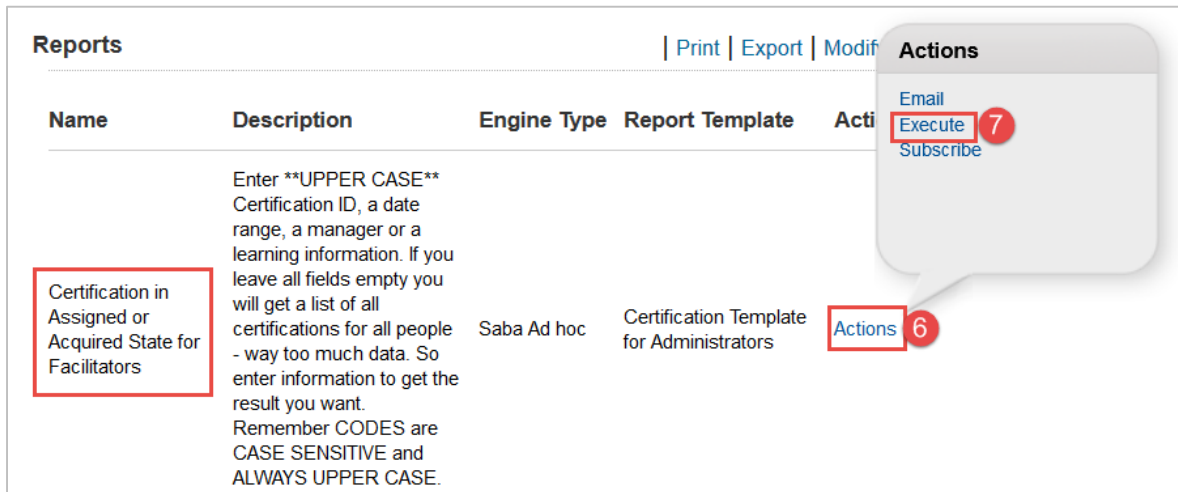 Reports | Print | Export | Modify
Actions
Email
Execute 7
Subscribe
Name Description Engine Type Report Template Acti
Enter **UPPER CASE**
Certification ID, a date
range, a manager or a
learning information. If you
leave all fields empty you
will get a list of all
certifications for all people
- way too much data. So
enter information to get the
result you want.
Remember CODES are
CASE SENSITIVE and
ALWAYS UPPER CASE.
Certification in
Assigned or
Acquired State for
Facilitators
Saba Ad hoc
Certification Template
for Administrators
Actions 6